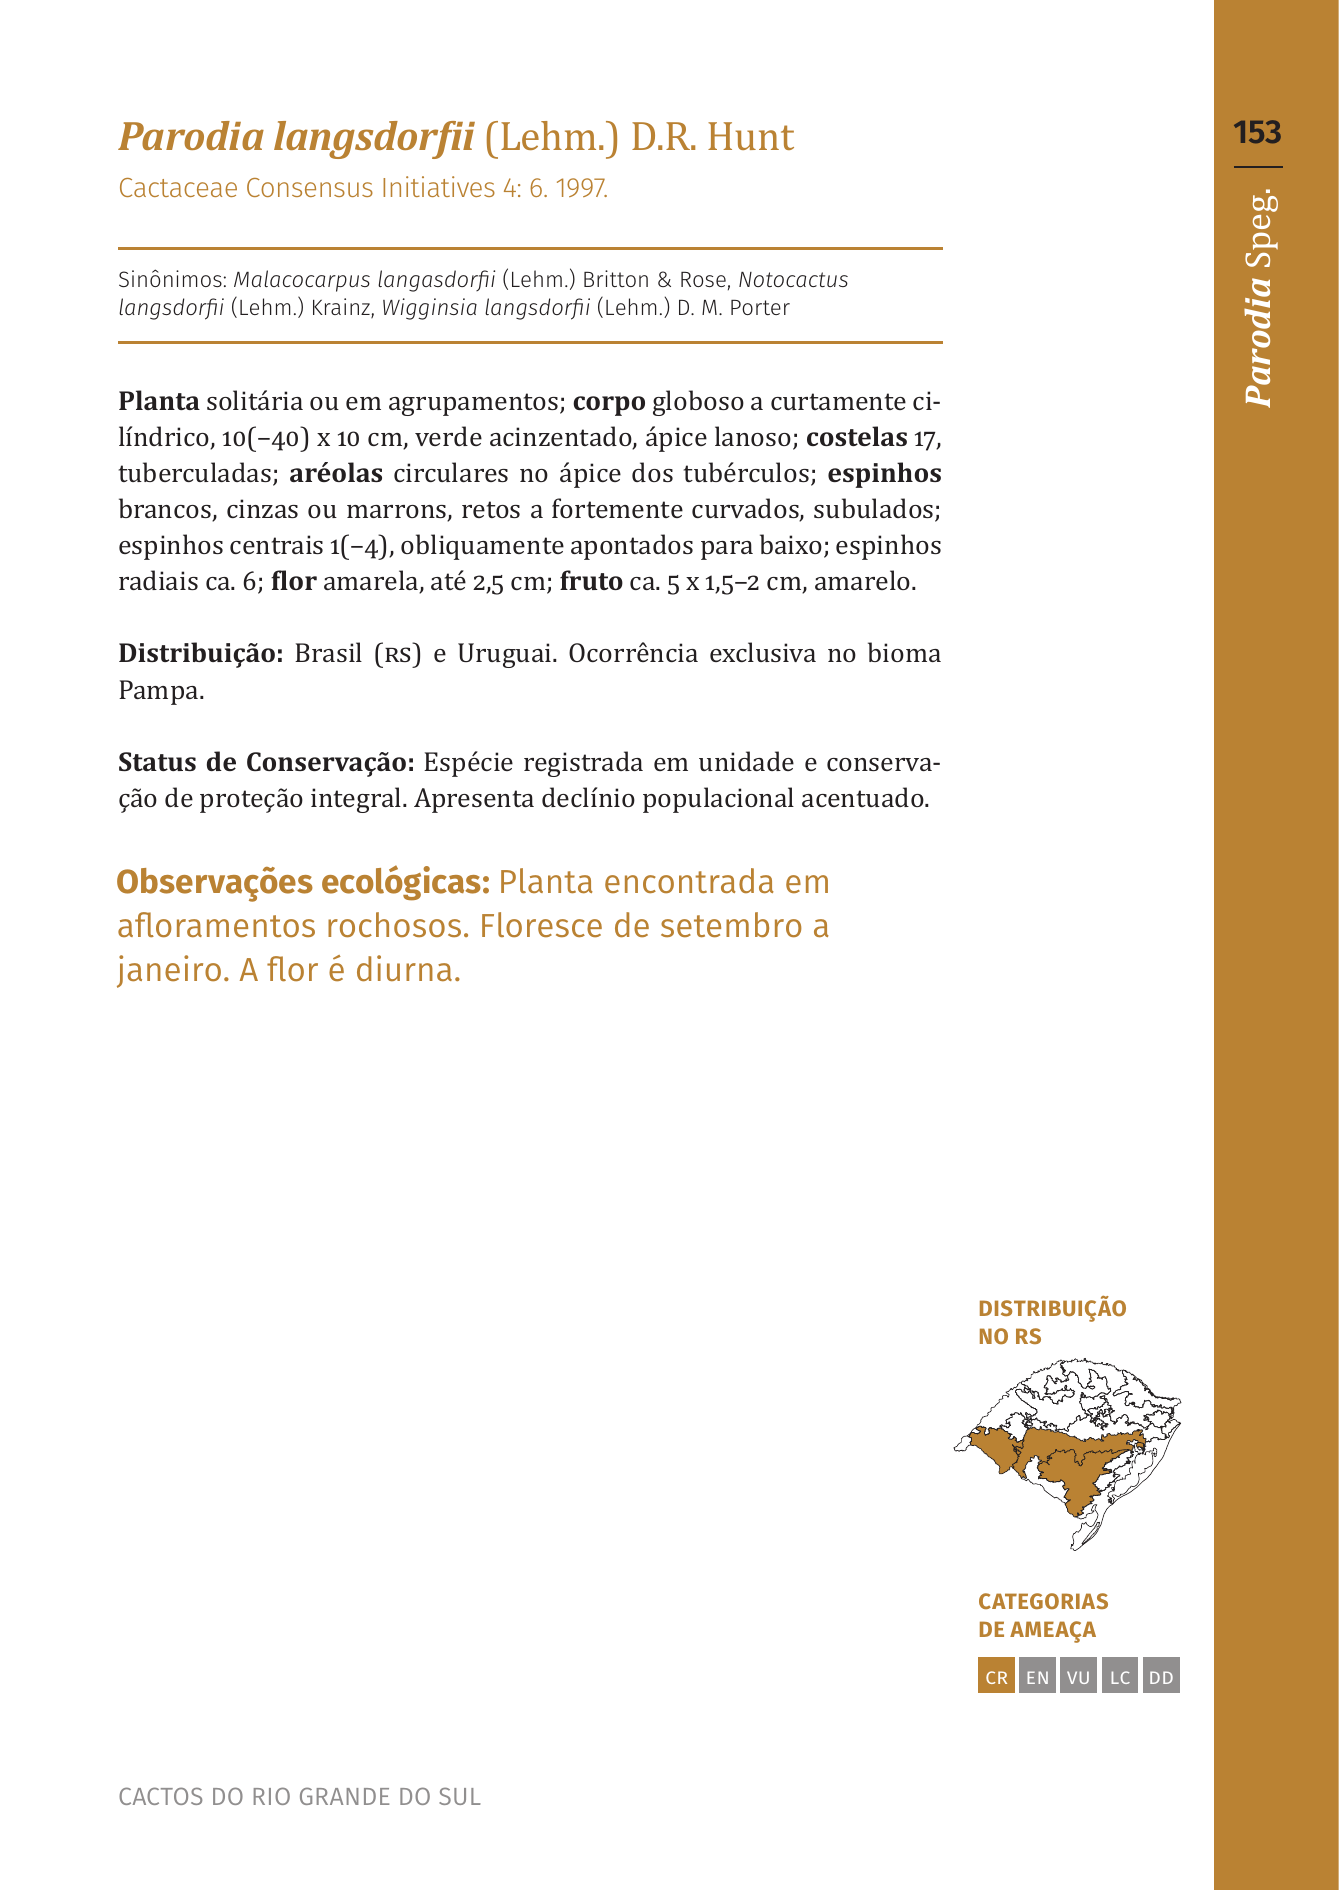 Parodia langsdorfii (Lehm.) D.R. Hunt
Cactaceae Consensus Initiatives 4: 6. 1997.
Sinônimos: Malacocarpus langasdorfii (Lehm.) Britton & Rose, Notocactus
langsdorfii (Lehm.) Krainz, Wigginsia langsdorfii (Lehm.) D. M. Porter
Planta solitária ou em agrupamentos; corpo globoso a curtamente ci-
líndrico, 10(–40) x 10 cm, verde acinzentado, ápice lanoso; costelas 17,
tuberculadas; aréolas circulares no ápice dos tubérculos; espinhos
brancos, cinzas ou marrons, retos a fortemente curvados, subulados;
espinhos centrais 1(–4), obliquamente apontados para baixo; espinhos
radiais ca. 6; flor amarela, até 2,5 cm; fruto ca. 5 x 1,5–2 cm, amarelo.
Distribuição: Brasil (RS) e Uruguai. Ocorrência exclusiva no bioma
Pampa.
Status de Conservação: Espécie registrada em unidade e conserva-
ção de proteção integral. Apresenta declínio populacional acentuado.
Observações ecológicas: Planta encontrada em
afloramentos rochosos. Floresce de setembro a
janeiro. A flor é diurna.
DISTRIBUIÇÃO
NO RS
CATEGORIAS
DE AMEAÇA
CR EN VU LC DD
CACTOS DO RIO GRANDE DO SUL
153
Parodia Speg.